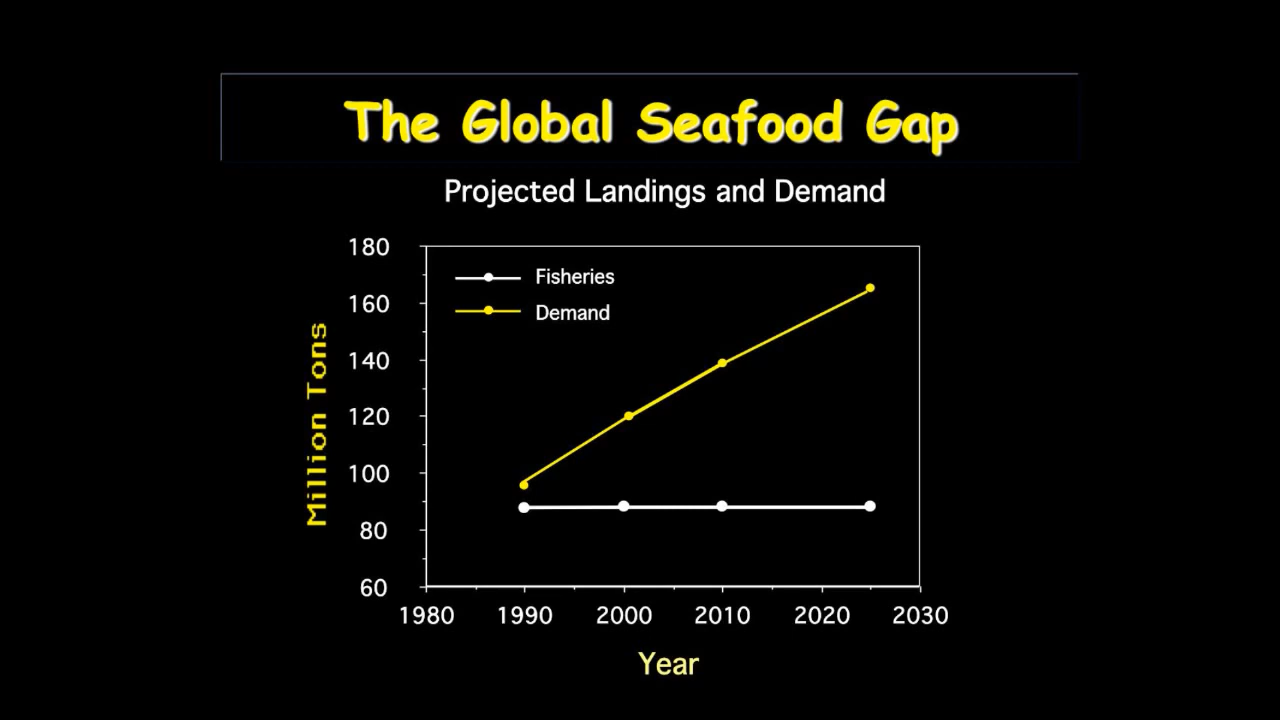 The Global Seafood Gap
Projected Landings and Demand
180
160
140
120
100
80
60
Million Tons
Fisheries
Demand
1980 1990 2000 2010 2020 2030
Year